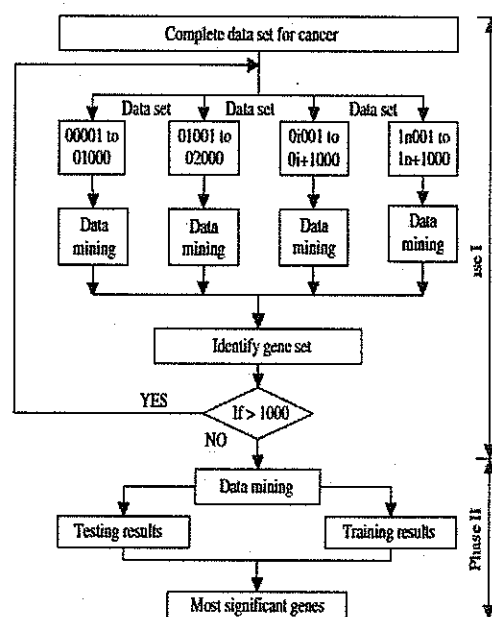 Complete data set for cancer
Data set Data set Data set
00001 to
01000
01001 to
02000
0i001 to
0i+1000
1n001 to
1n+1000
Data
mining
Data
mining
Data
mining
Data
mining
Identify gene set
YES
If > 1000
NO
Data mining
Testing results
Training results
Most significant genes
ise I
Phase II